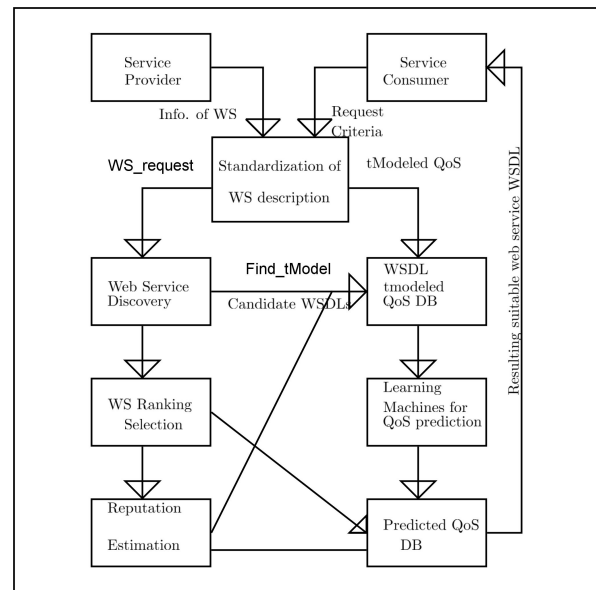 Service
Provider
Service
Consumer
Info. of WS
Request
Criteria
WS_request
Standardization of
WS description
tModeled QoS
Resulting suitable web service WSDL
Web Service
Discovery
Find_tModel
Candidate WSDLs
WSDL
tmodeled
QoS DB
WS Ranking
Selection
Learning
Machines for
QoS prediction
Reputation
Estimation
Predicted QoS
DB